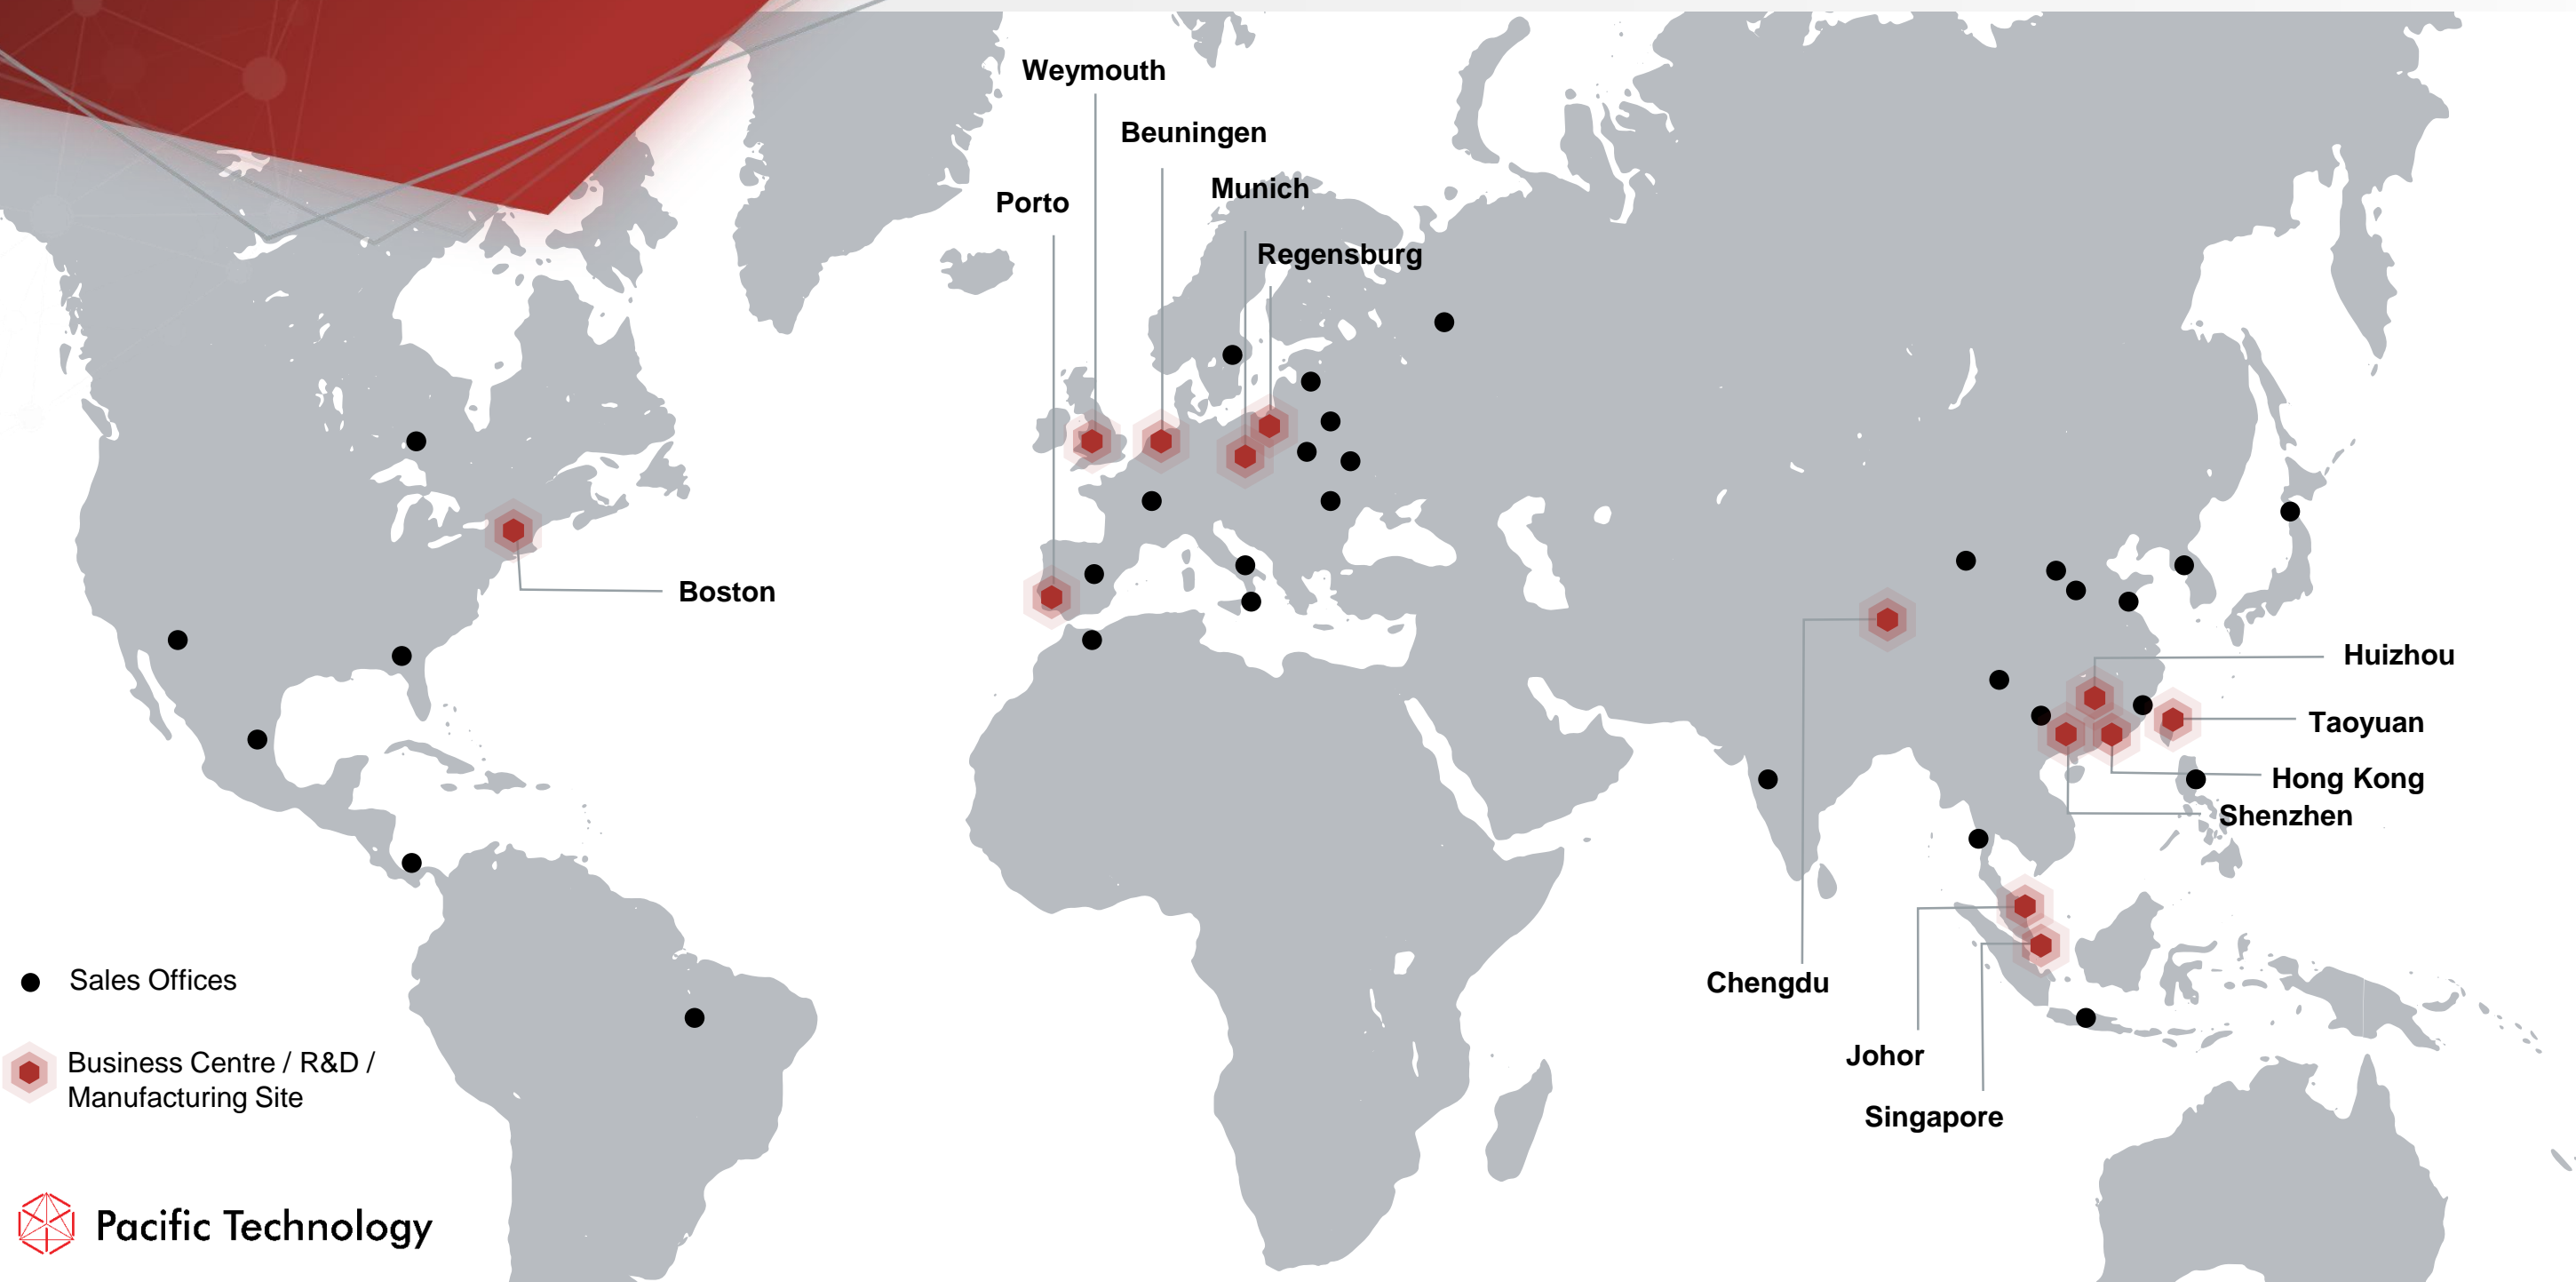 Weymouth
Beuningen
Munich
Porto
Regensburg
Boston
Huizhou
Taoyuan
Hong Kong
Shenzhen
Chengdu
Johor
Singapore
Sales Offices
Business Centre / R&D /
Manufacturing Site
Pacific Technology